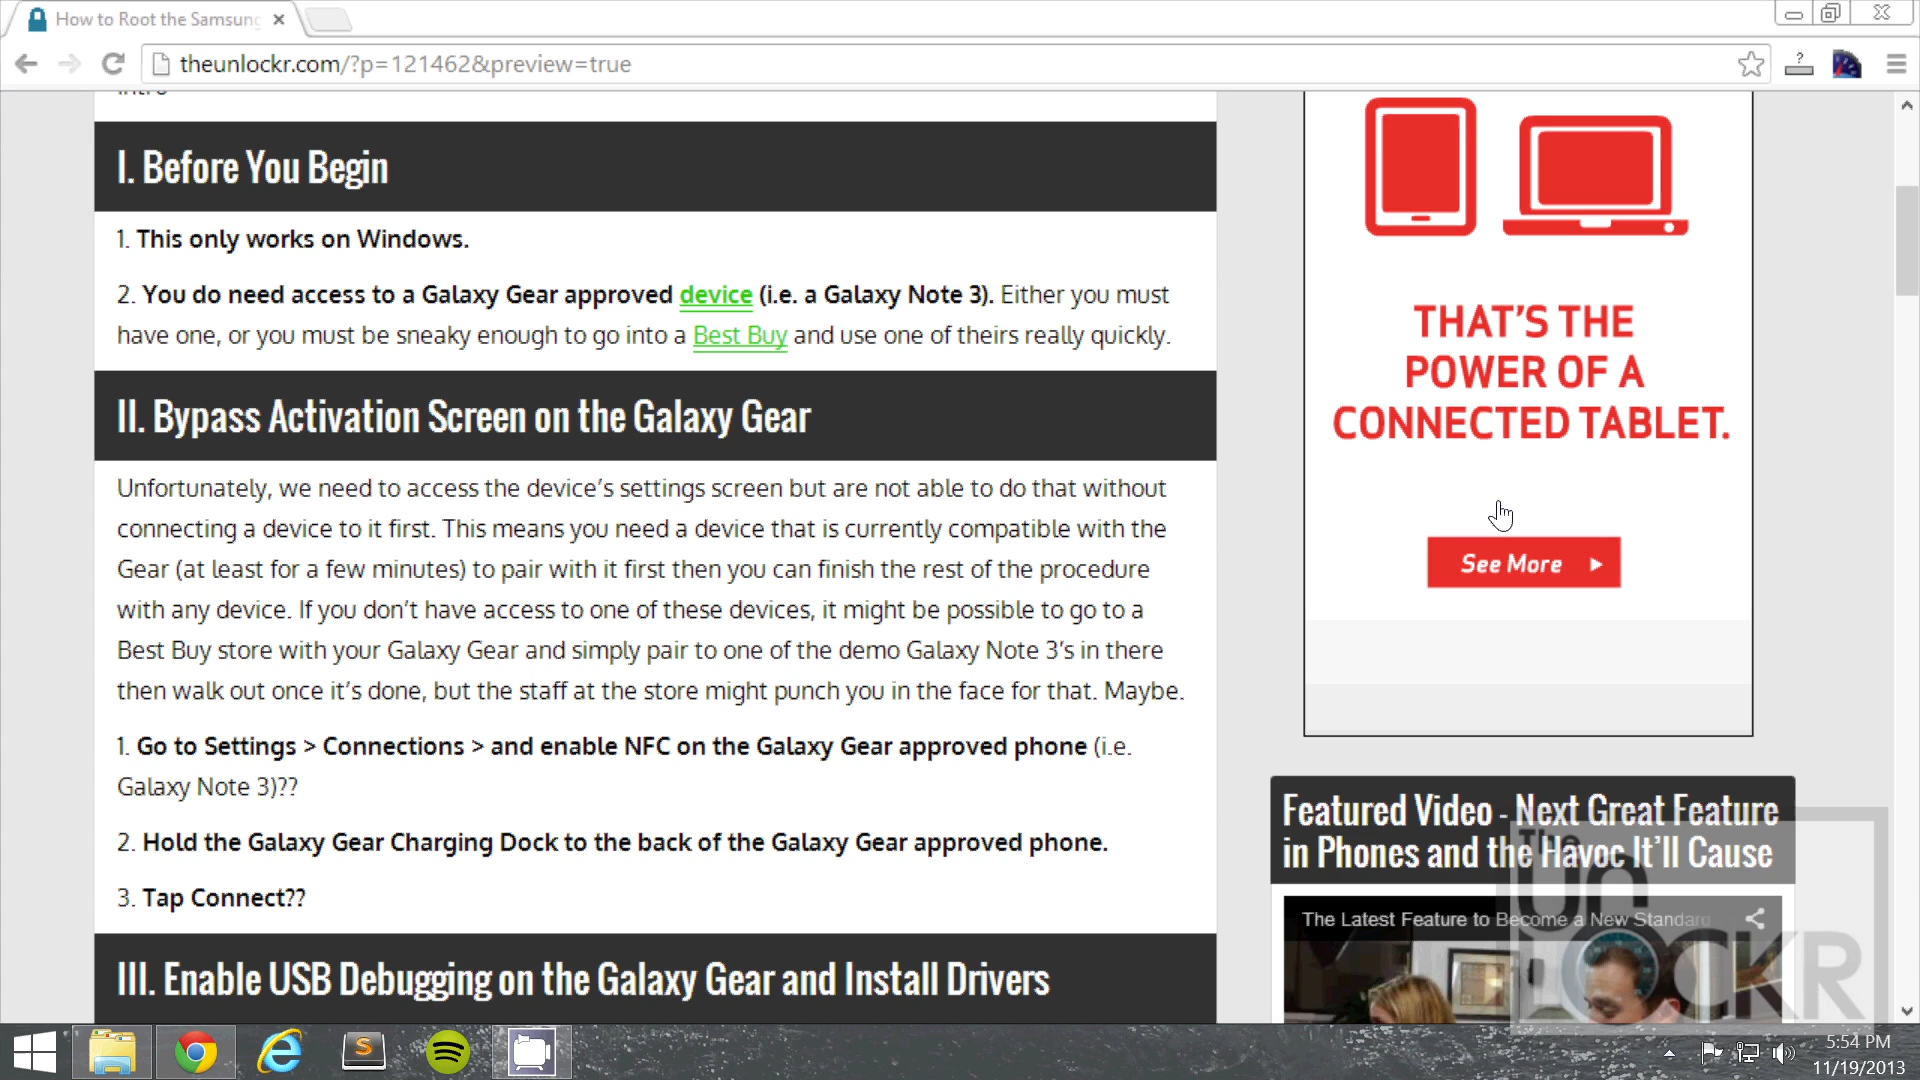 How to Root the Samsung
theunlockr.com/?p=121462&preview=true
I. Before You Begin
1. This only works on Windows.
2. You do need access to a Galaxy Gear approved device (i.e. a Galaxy Note 3). Either you must
have one, or you must be sneaky enough to go into a Best Buy and use one of theirs really quickly.
II. Bypass Activation Screen on the Galaxy Gear
Unfortunately, we need to access the device's settings screen but are not able to do that without
connecting a device to it first. This means you need a device that is currently compatible with the
Gear (at least for a few minutes) to pair with it first then you can finish the rest of the procedure
with any device. If you don't have access to one of these devices, it might be possible to go to a
Best Buy store with your Galaxy Gear and simply pair to one of the demo Galaxy Note 3's in there
then walk out once it's done, but the staff at the store might punch you in the face for that. Maybe.
1. Go to Settings > Connections > and enable NFC on the Galaxy Gear approved phone (i.e.
Galaxy Note 3)??
2. Hold the Galaxy Gear Charging Dock to the back of the Galaxy Gear approved phone.
3. Tap Connect??
III. Enable USB Debugging on the Galaxy Gear and Install Drivers
THAT'S THE
POWER OF A
CONNECTED TABLET.
See More
Featured Video - Next Great Feature
in Phones and the Havoc It'll Cause
The Latest Feature to Become a New Standard
The
UN
LOCKR
5:54 PM
11/19/2013